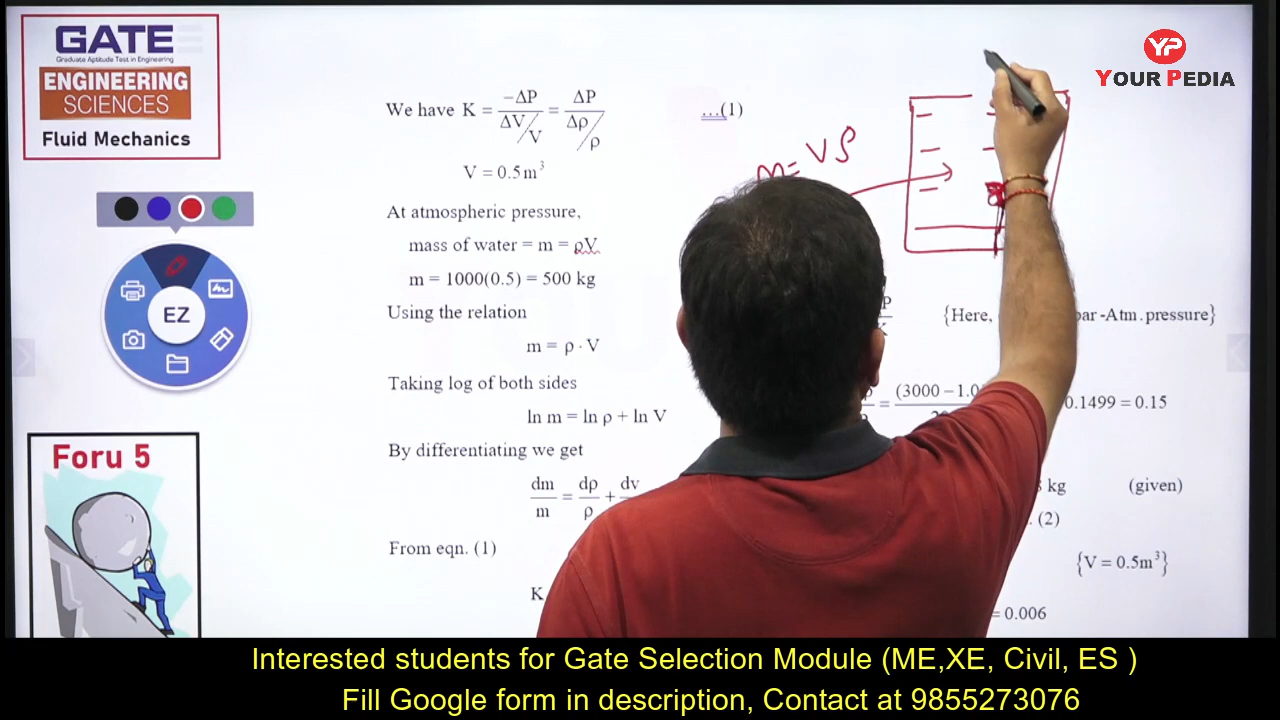 GATE
Graduate Aptitude Test in Engineering
ENGINEERING
SCIENCES
Fluid Mechanics
YP
YOUR PEDIA
We have K = −ΔP / ΔV/V = ΔP / Δρ/ρ ...(1)
V = 0.5m³
m = Vρ
At atmospheric pressure,
mass of water = m = ρV
m = 1000(0.5) = 500 kg
EZ
Using the relation
{Here, bar -Atm. pressure}
m = ρ · V
Taking log of both sides
= (3000 − 1.0 0.1499 = 0.15
ln m = ln ρ + ln V
By differentiating we get
Foru 5
dm/m = dρ/ρ + dv
kg (given)
(2)
From eqn. (1)
{V = 0.5m³}
K
= 0.006
Interested students for Gate Selection Module (ME,XE, Civil, ES )
Fill Google form in description, Contact at 9855273076